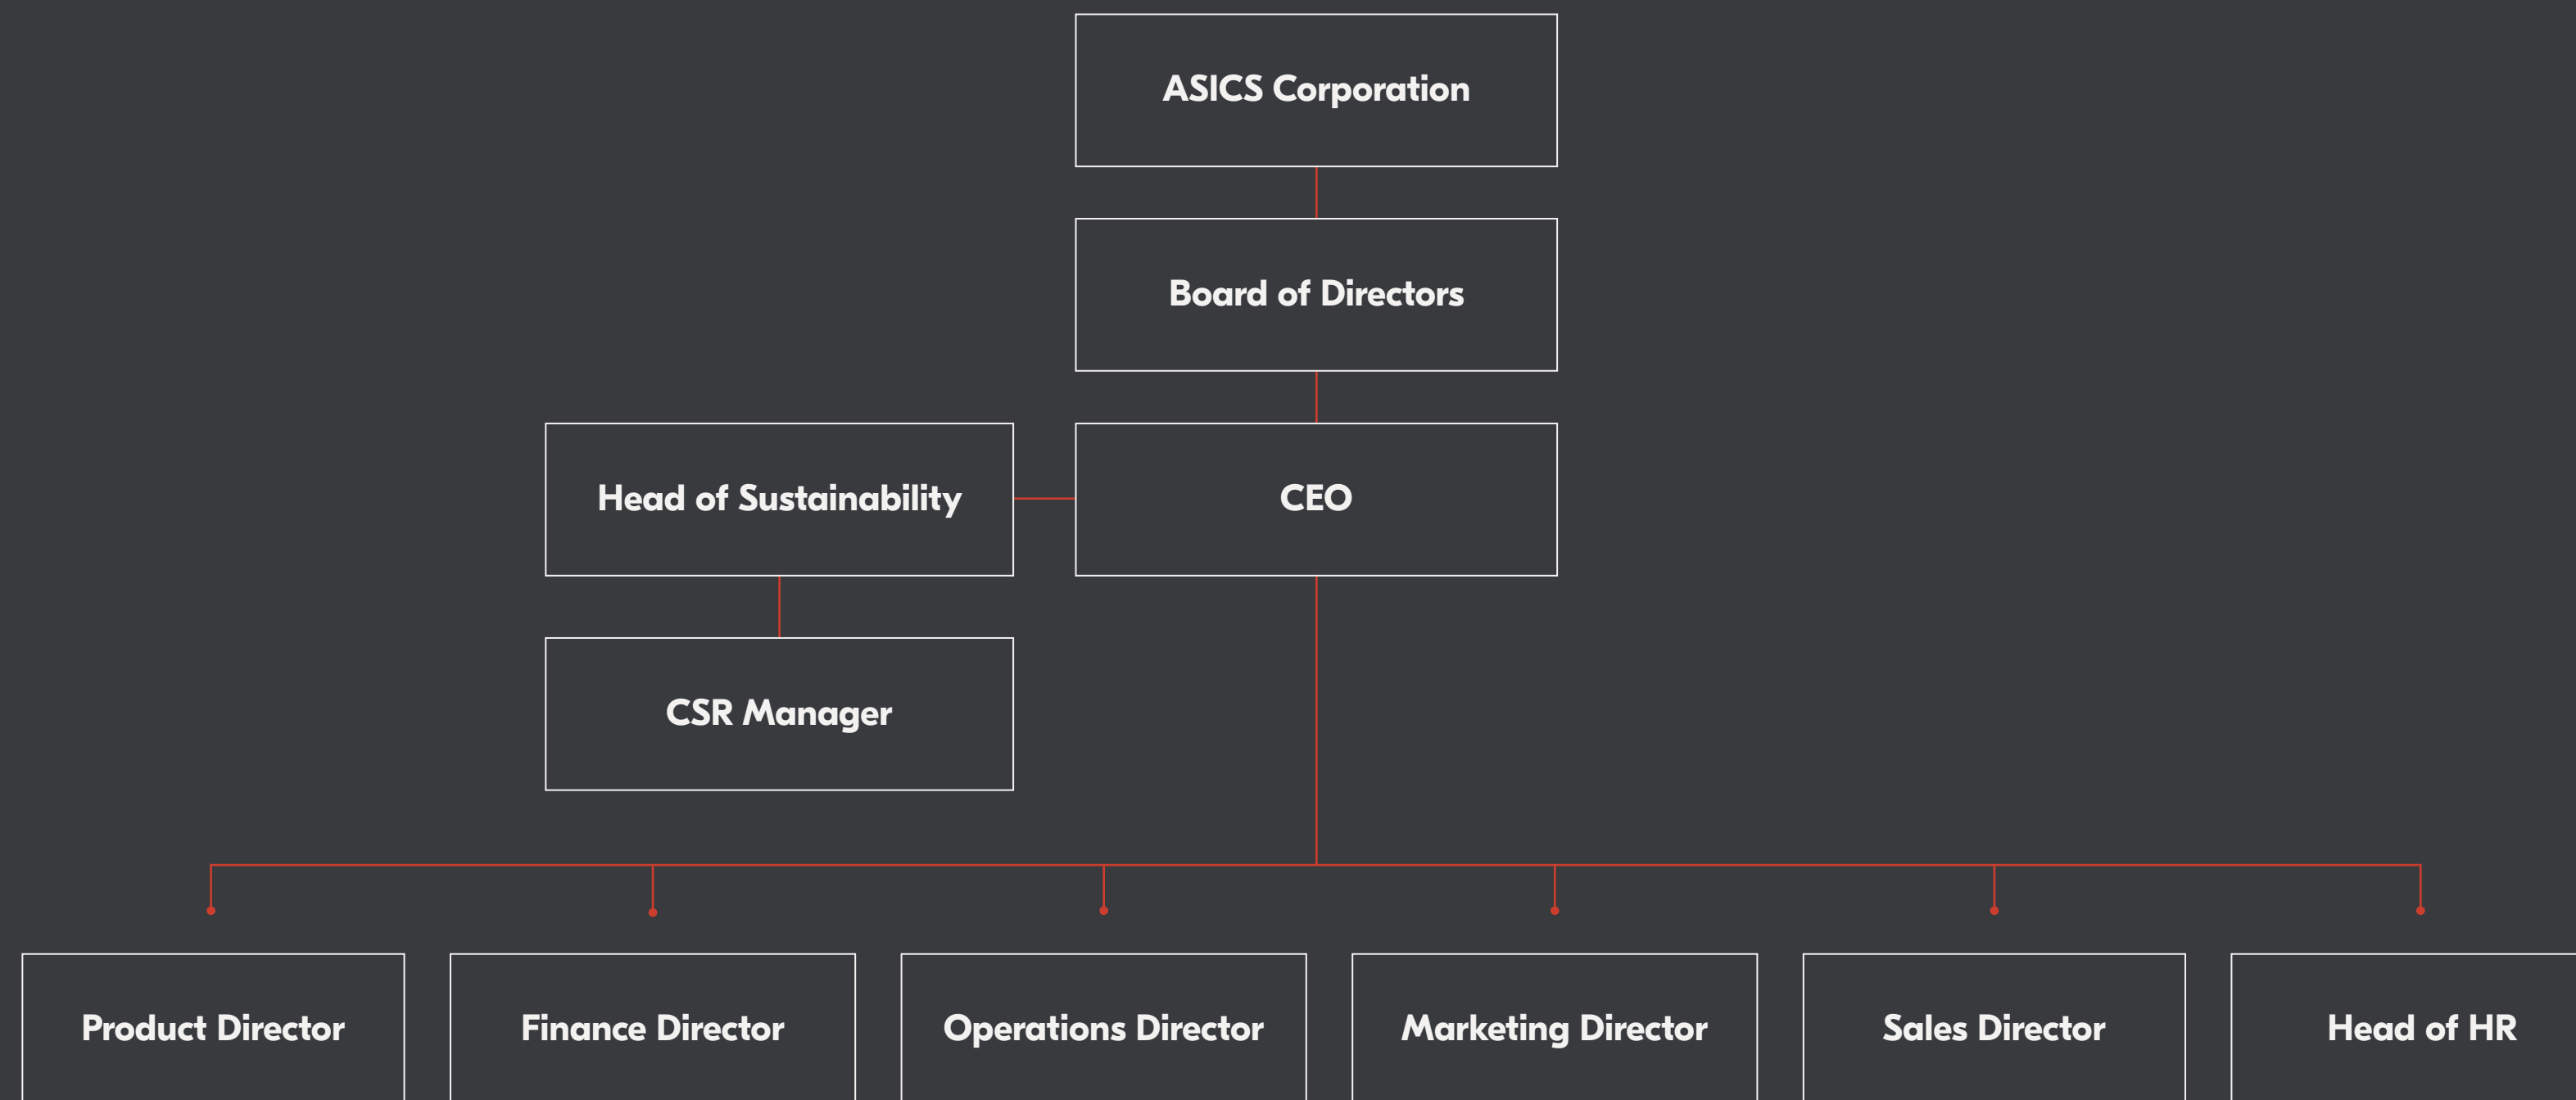 ASICS Corporation
Board of Directors
Head of Sustainability
CEO
CSR Manager
Product Director
Finance Director
Operations Director
Marketing Director
Sales Director
Head of HR